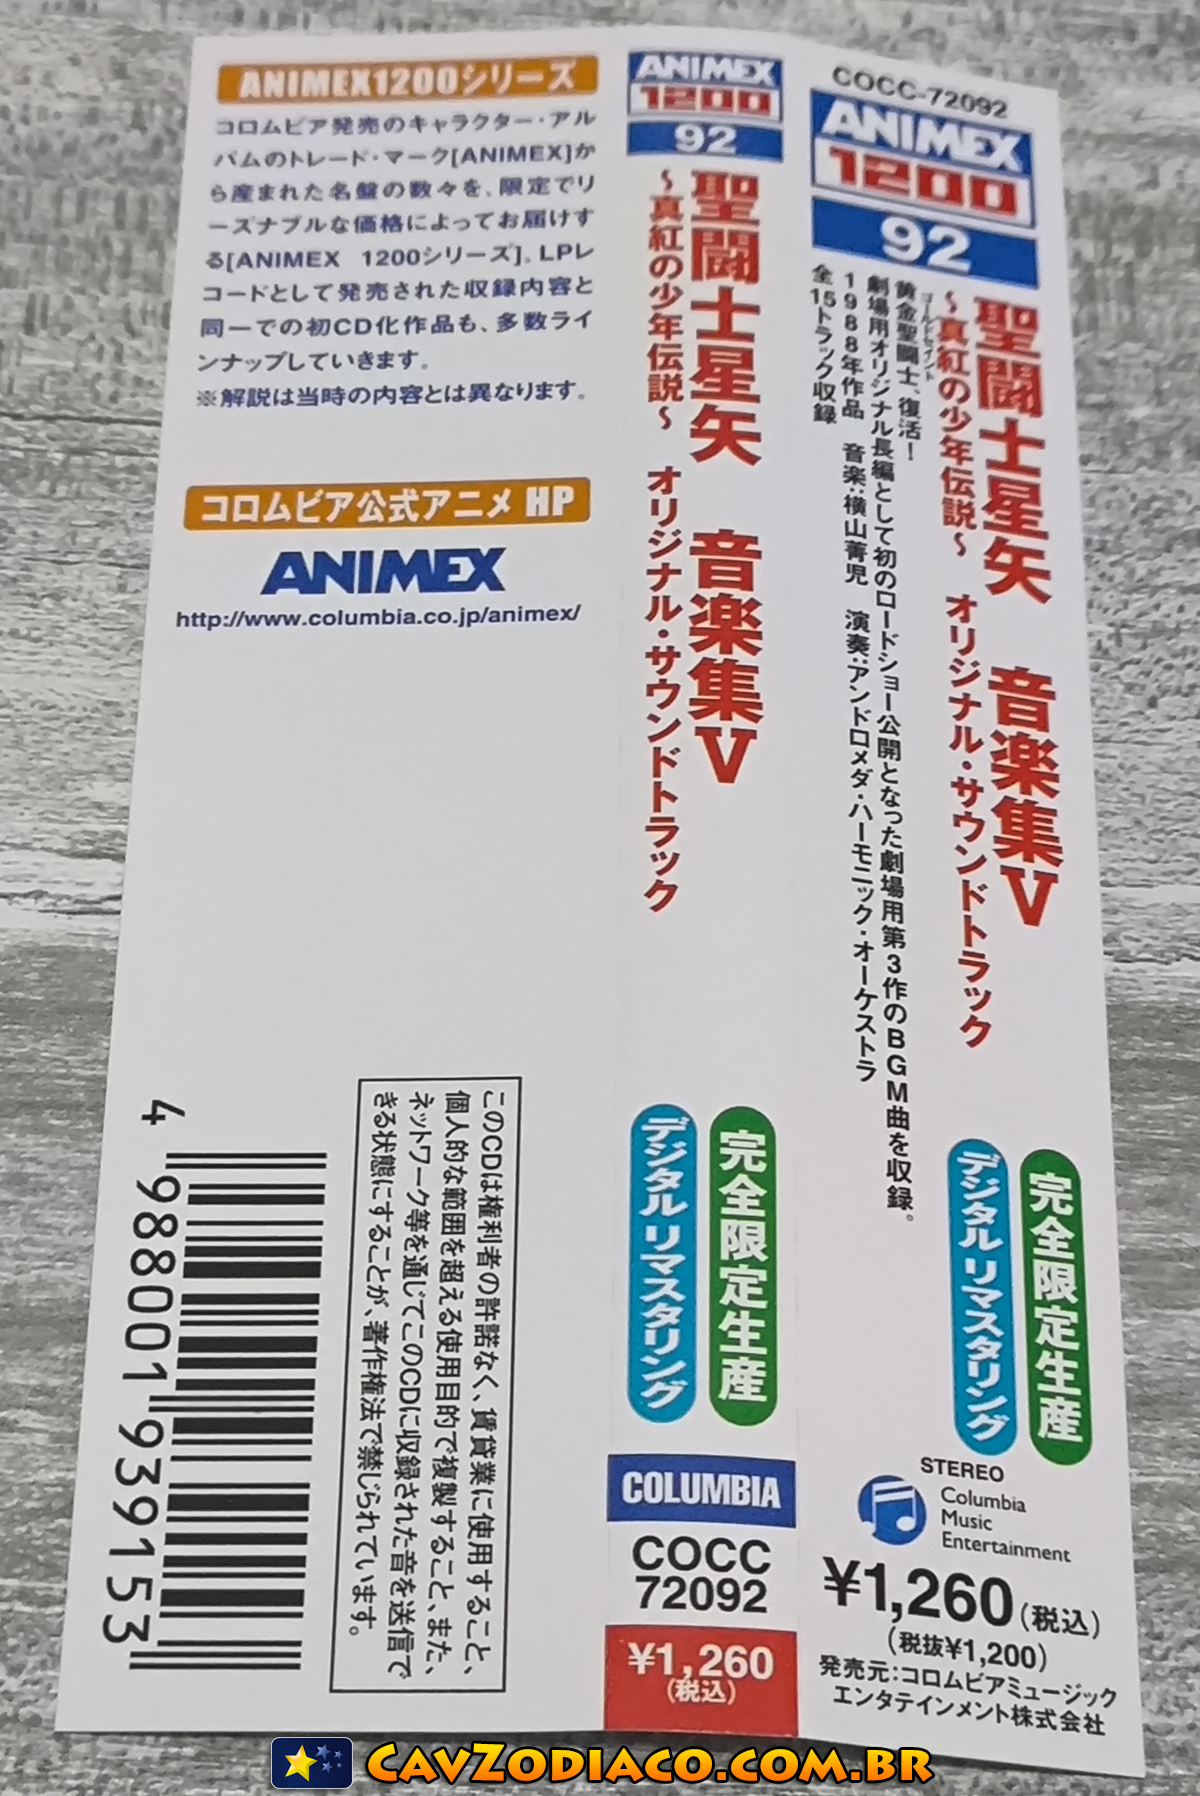 ANIMEX1200シリーズ
コロムビア発売のキャラクター・アル
バムのトレード・マーク[ANIMEX]か
ら産まれた名盤の数々を、限定でリ
ーズナブルな価格によってお届けす
る[ANIMEX 1200シリーズ]。LPレ
コードとして発売された収録内容と
同一での初CD化作品も、多数ライ
ンナップしていきます。
※解説は当時の内容とは異なります。
コロムビア公式アニメ HP
ANIMEX
http://www.columbia.co.jp/animex/
このCDは権利者の許諾なく、賃貸業に使用すること、
個人的な範囲を超える使用目的で複製すること、また、
ネットワーク等を通じてこのCDに収録された音を送信で
きる状態にすることが、著作権法で禁じられています。
4 988001 939153
ANIMEX
1200
92
聖闘士星矢 音楽集V
～真紅の少年伝説～ オリジナル・サウンドトラック
完全限定生産
デジタルリマスタリング
COLUMBIA
COCC
72092
¥1,260
(税込)
COCC-72092
ANIMEX
1200
92
聖闘士星矢 音楽集V
～真紅の少年伝説～ オリジナル・サウンドトラック
ゴールドセイント
黄金聖闘士、復活！
劇場用オリジナル長編として初のロードショー公開となった劇場用第3作のBGM曲を収録。
1988年作品 音楽:横山菁児 演奏:アンドロメダ・ハーモニック・オーケストラ
全15トラック収録
完全限定生産
デジタルリマスタリング
STEREO
Columbia
Music
Entertainment
¥1,260(税込)
(税抜¥1,200)
発売元:コロムビアミュージック
エンタテインメント株式会社
CAVZODIACO.COM.BR